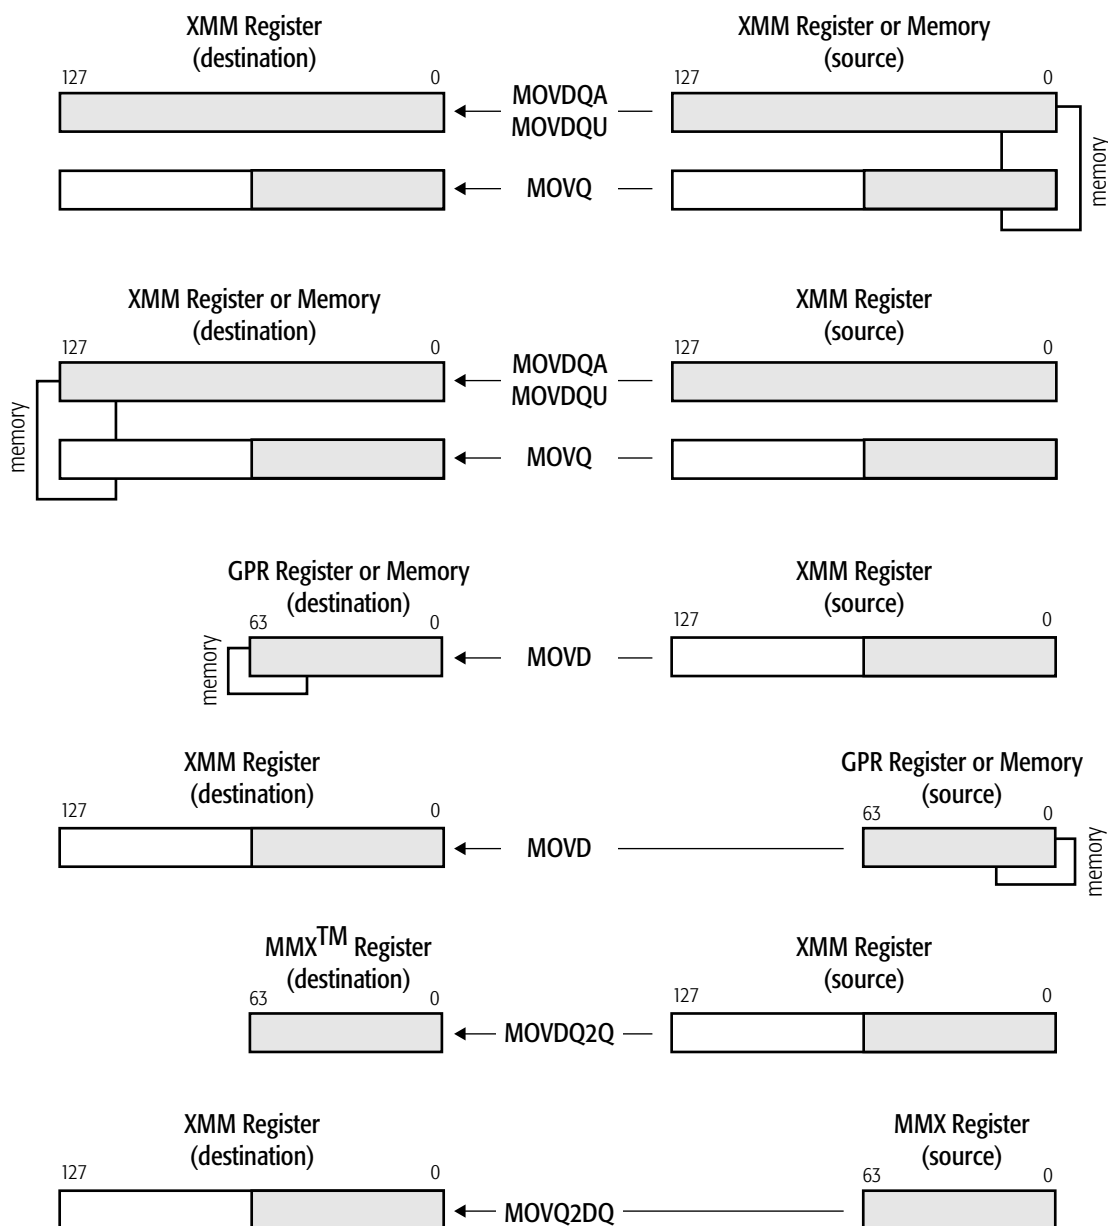 XMM Register
(destination)
XMM Register or Memory
(source)
127 0
127 0
MOVDQA
MOVDQU
MOVQ
memory
XMM Register or Memory
(destination)
XMM Register
(source)
127 0
127 0
MOVDQA
MOVDQU
memory
MOVQ
GPR Register or Memory
(destination)
XMM Register
(source)
63 0
127 0
memory
MOVD
XMM Register
(destination)
GPR Register or Memory
(source)
127 0
63 0
MOVD
memory
MMX™ Register
(destination)
XMM Register
(source)
63 0
127 0
MOVDQ2Q
XMM Register
(destination)
MMX Register
(source)
127 0
63 0
MOVQ2DQ